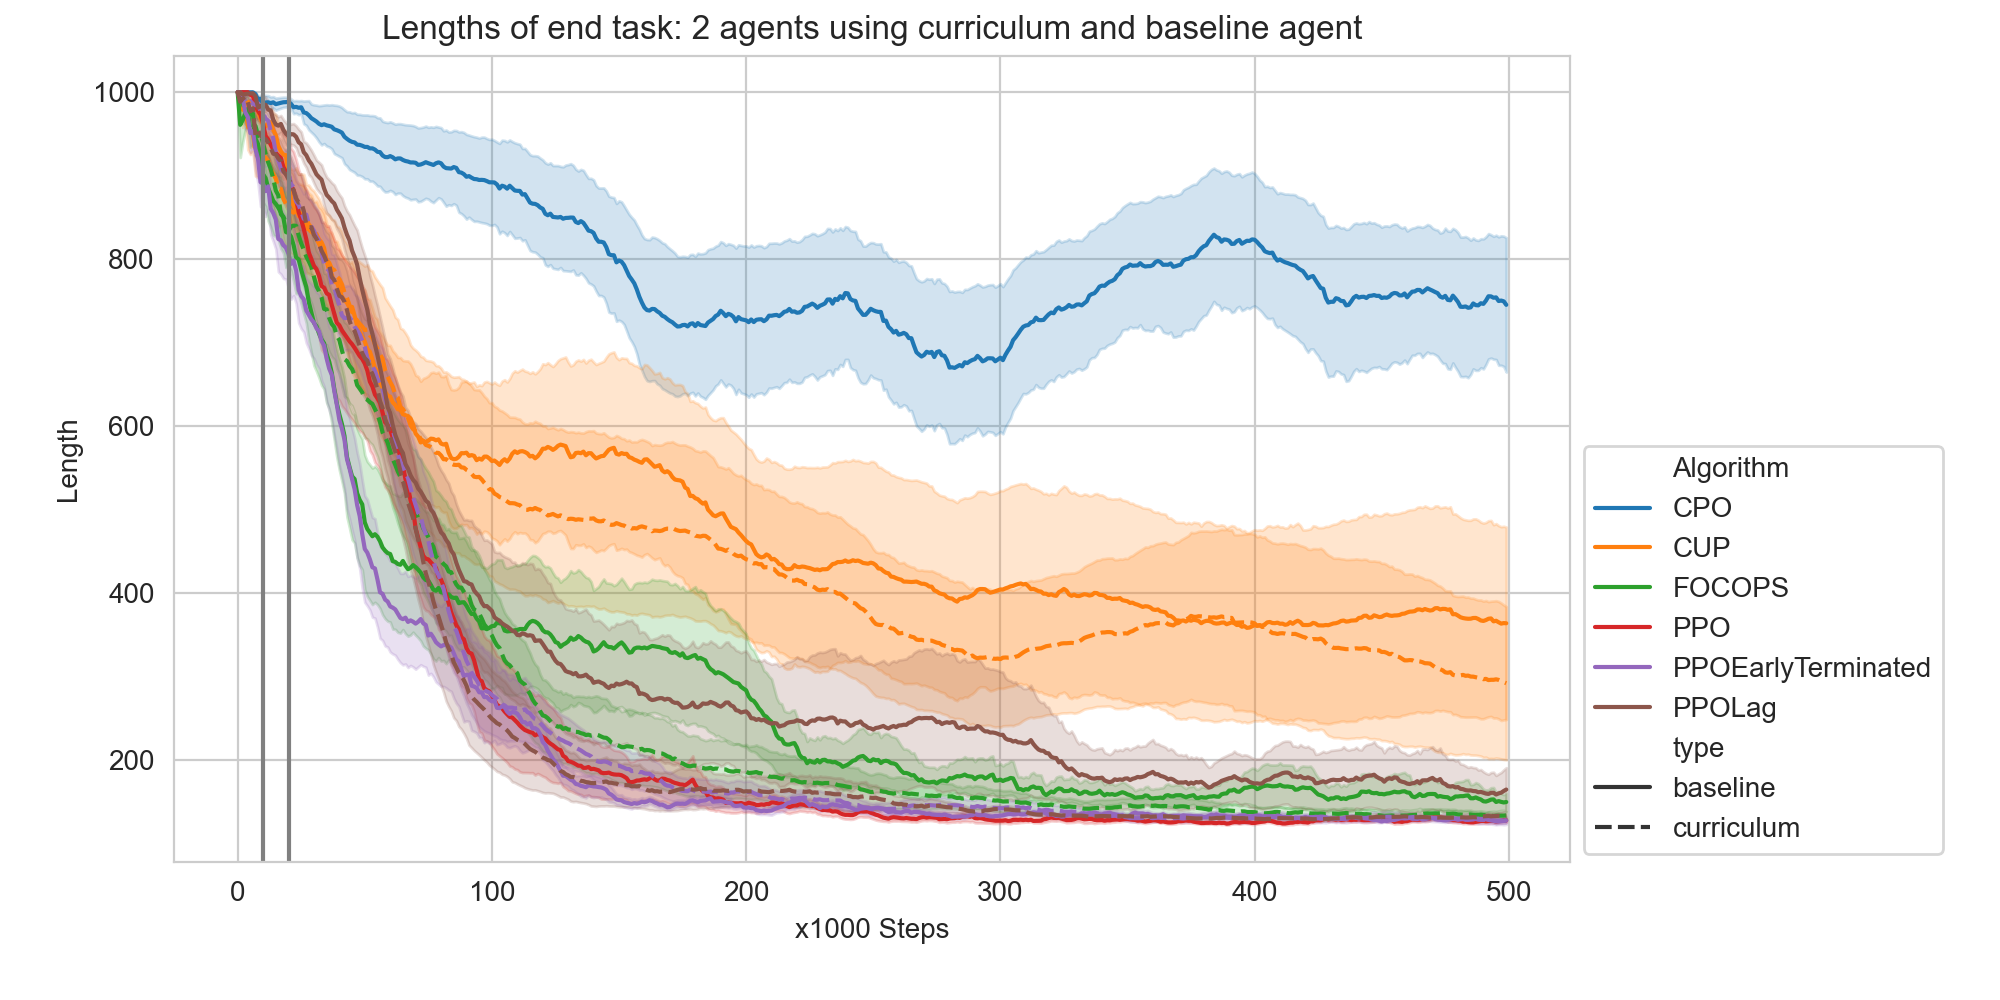 Lengths of end task: 2 agents using curriculum and baseline agent
1000
800
600
400
200
Length
0 100 200 300 400 500
x1000 Steps
Algorithm
CPO
CUP
FOCOPS
PPO
PPOEarlyTerminated
PPOLag
type
baseline
curriculum